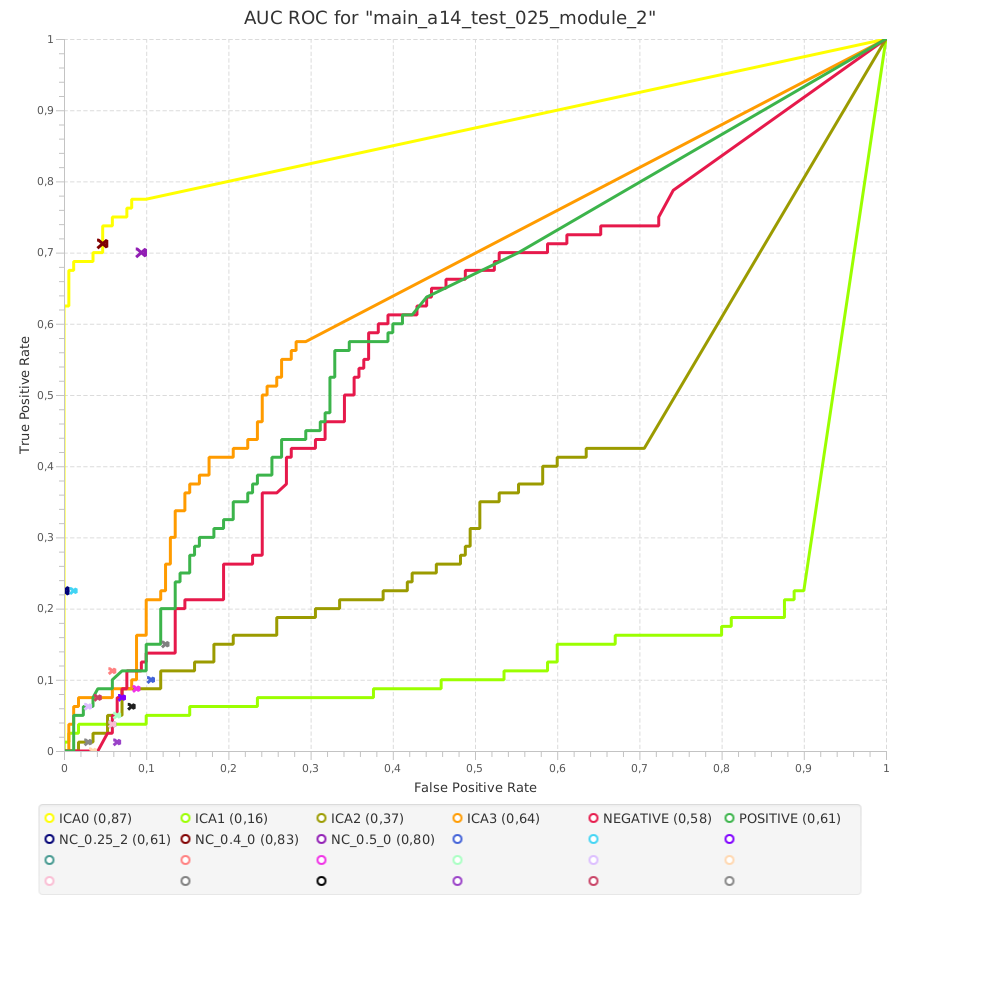 AUC ROC for "main_a14_test_025_module_2"
1
0,9
0,8
0,7
0,6
0,5
0,4
0,3
0,2
0,1
0
True Positive Rate
0 0,1 0,2 0,3 0,4 0,5 0,6 0,7 0,8 0,9 1
False Positive Rate
ICA0 (0,87) ICA1 (0,16) ICA2 (0,37) ICA3 (0,64) NEGATIVE (0,58) POSITIVE (0,61)
NC_0.25_2 (0,61) NC_0.4_0 (0,83) NC_0.5_0 (0,80)